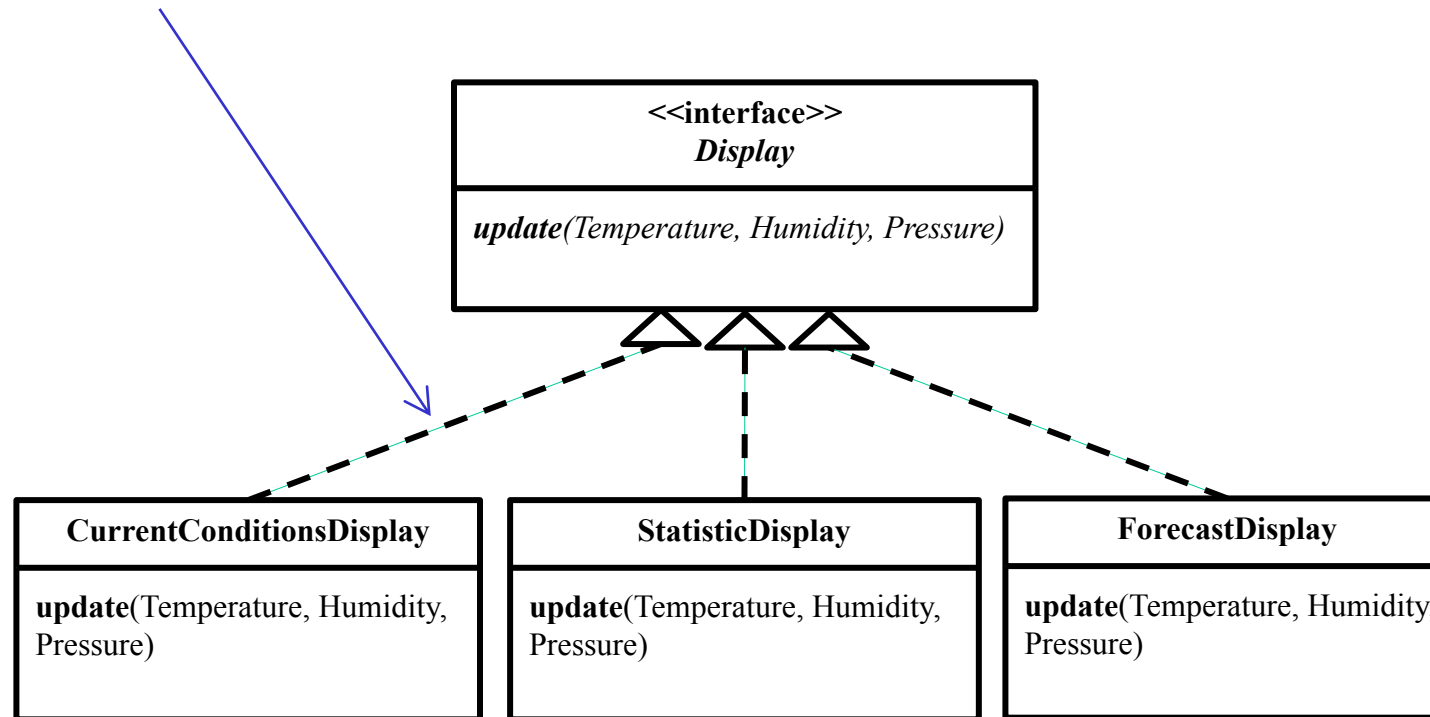 <<interface>>
Display
update(Temperature, Humidity, Pressure)
CurrentConditionsDisplay
update(Temperature, Humidity,
Pressure)
StatisticDisplay
update(Temperature, Humidity,
Pressure)
ForecastDisplay
update(Temperature, Humidity
Pressure)